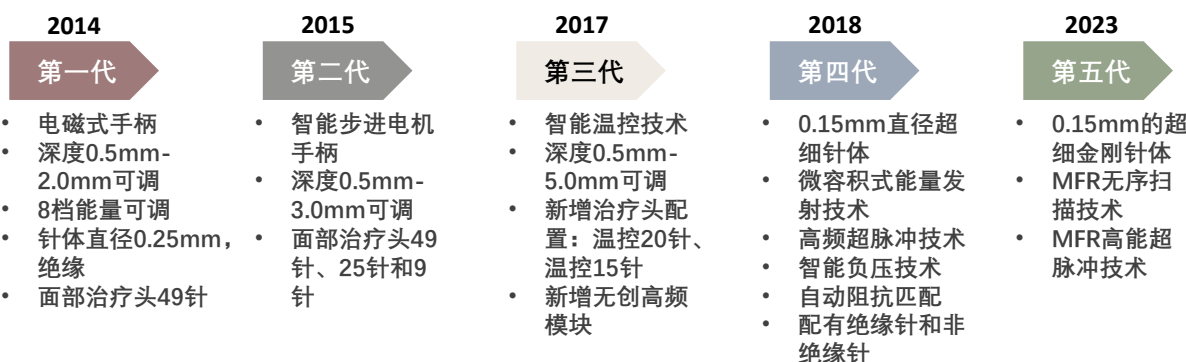 2014
第一代
• 电磁式手柄
• 深度0.5mm-
2.0mm可调
• 8档能量可调
• 针体直径0.25mm，
绝缘
• 面部治疗头49针
2015
第二代
• 智能步进电机
手柄
• 深度0.5mm-
3.0mm可调
• 面部治疗头49
针、25针和9
针
2017
第三代
• 智能温控技术
• 深度0.5mm-
5.0mm可调
• 新增治疗头配
置：温控20针、
温控15针
• 新增无创高频
模块
2018
第四代
• 0.15mm直径超
细针体
• 微容积式能量发
射技术
• 高频超脉冲技术
• 智能负压技术
• 自动阻抗匹配
• 配有绝缘针和非
绝缘针
2023
第五代
• 0.15mm的超
细金刚针体
• MFR无序扫
描技术
• MFR高能超
脉冲技术